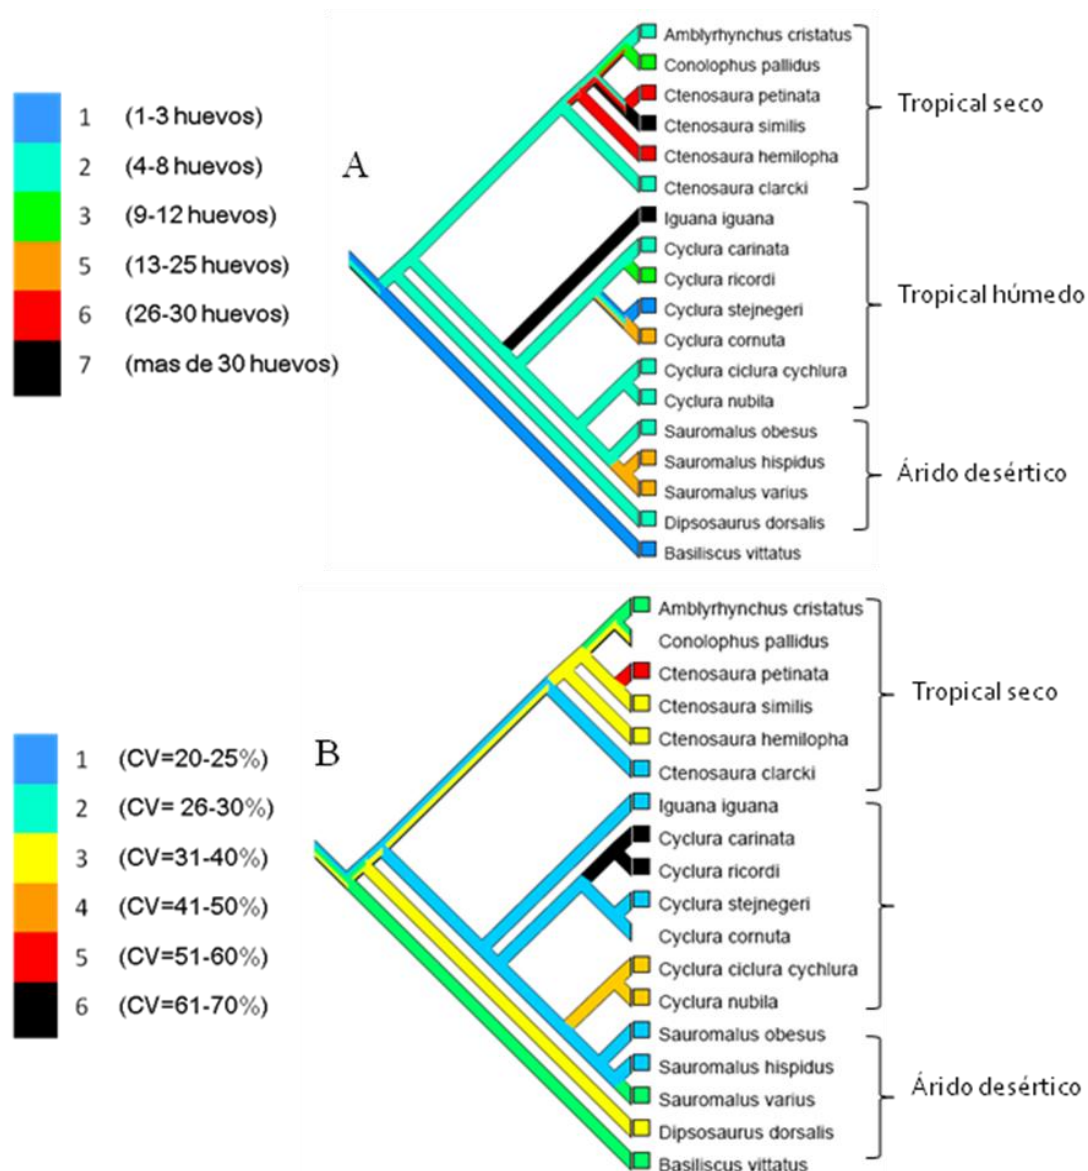 1 (1-3 huevos)
2 (4-8 huevos)
3 (9-12 huevos)
5 (13-25 huevos)
6 (26-30 huevos)
7 (mas de 30 huevos)
A
Amblyrhynchus cristatus
Conolophus pallidus
Ctenosaura petinata
Ctenosaura similis
Ctenosaura hemilopha
Ctenosaura clarcki
Iguana iguana
Cyclura carinata
Cyclura ricordi
Cyclura stejnegeri
Cyclura cornuta
Cyclura ciclura cychlura
Cyclura nubila
Sauromalus obesus
Sauromalus hispidus
Sauromalus varius
Dipsosaurus dorsalis
Basiliscus vittatus
Tropical seco
Tropical húmedo
Árido desértico
1 (CV=20-25%)
2 (CV= 26-30%)
3 (CV=31-40%)
4 (CV=41-50%)
5 (CV=51-60%)
6 (CV=61-70%)
B
Amblyrhynchus cristatus
Conolophus pallidus
Ctenosaura petinata
Ctenosaura similis
Ctenosaura hemilopha
Ctenosaura clarcki
Iguana iguana
Cyclura carinata
Cyclura ricordi
Cyclura stejnegeri
Cyclura cornuta
Cyclura ciclura cychlura
Cyclura nubila
Sauromalus obesus
Sauromalus hispidus
Sauromalus varius
Dipsosaurus dorsalis
Basiliscus vittatus
Tropical seco
Árido desértico